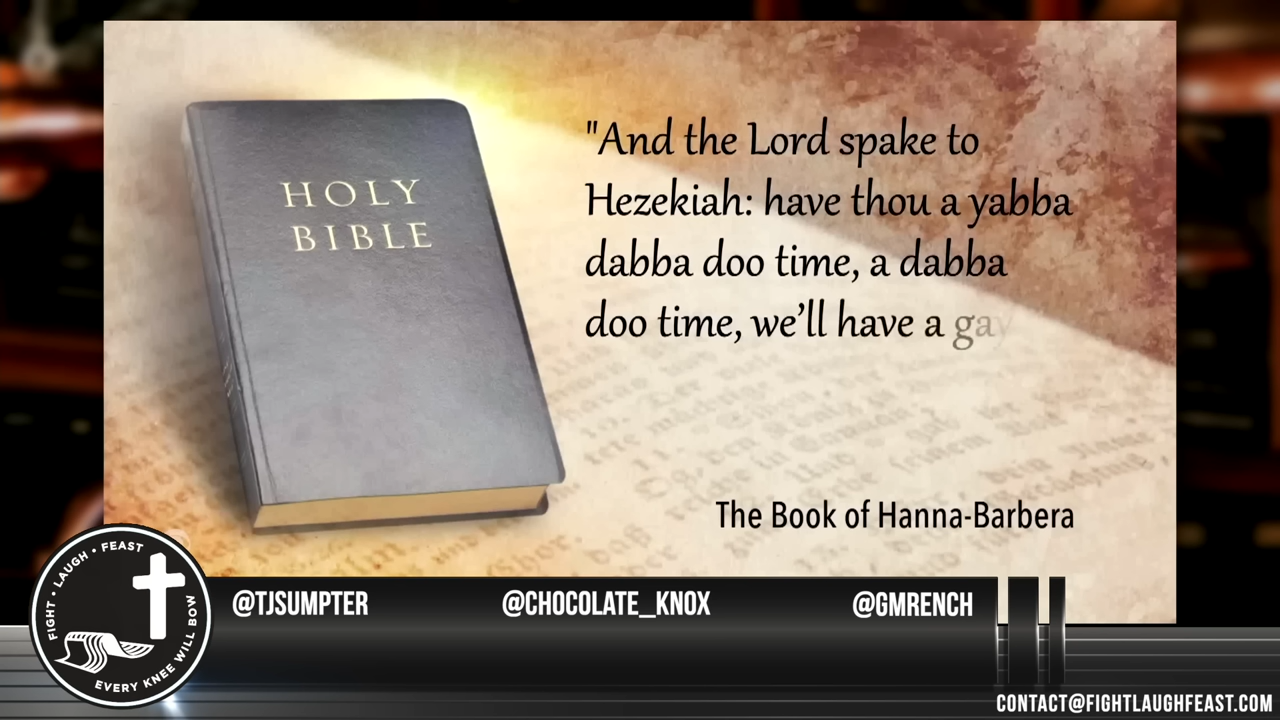 HOLY
BIBLE
"And the Lord spake to
Hezekiah: have thou a yabba
dabba doo time, a dabba
doo time, we’ll have a gay
The Book of Hanna-Barbera
FIGHT • LAUGH • FEAST
EVERY KNEE WILL BOW
@TJSUMPTER
@CHOCOLATE_KNOX
@GMRENCH
CONTACT@FIGHTLAUGHFEAST.COM